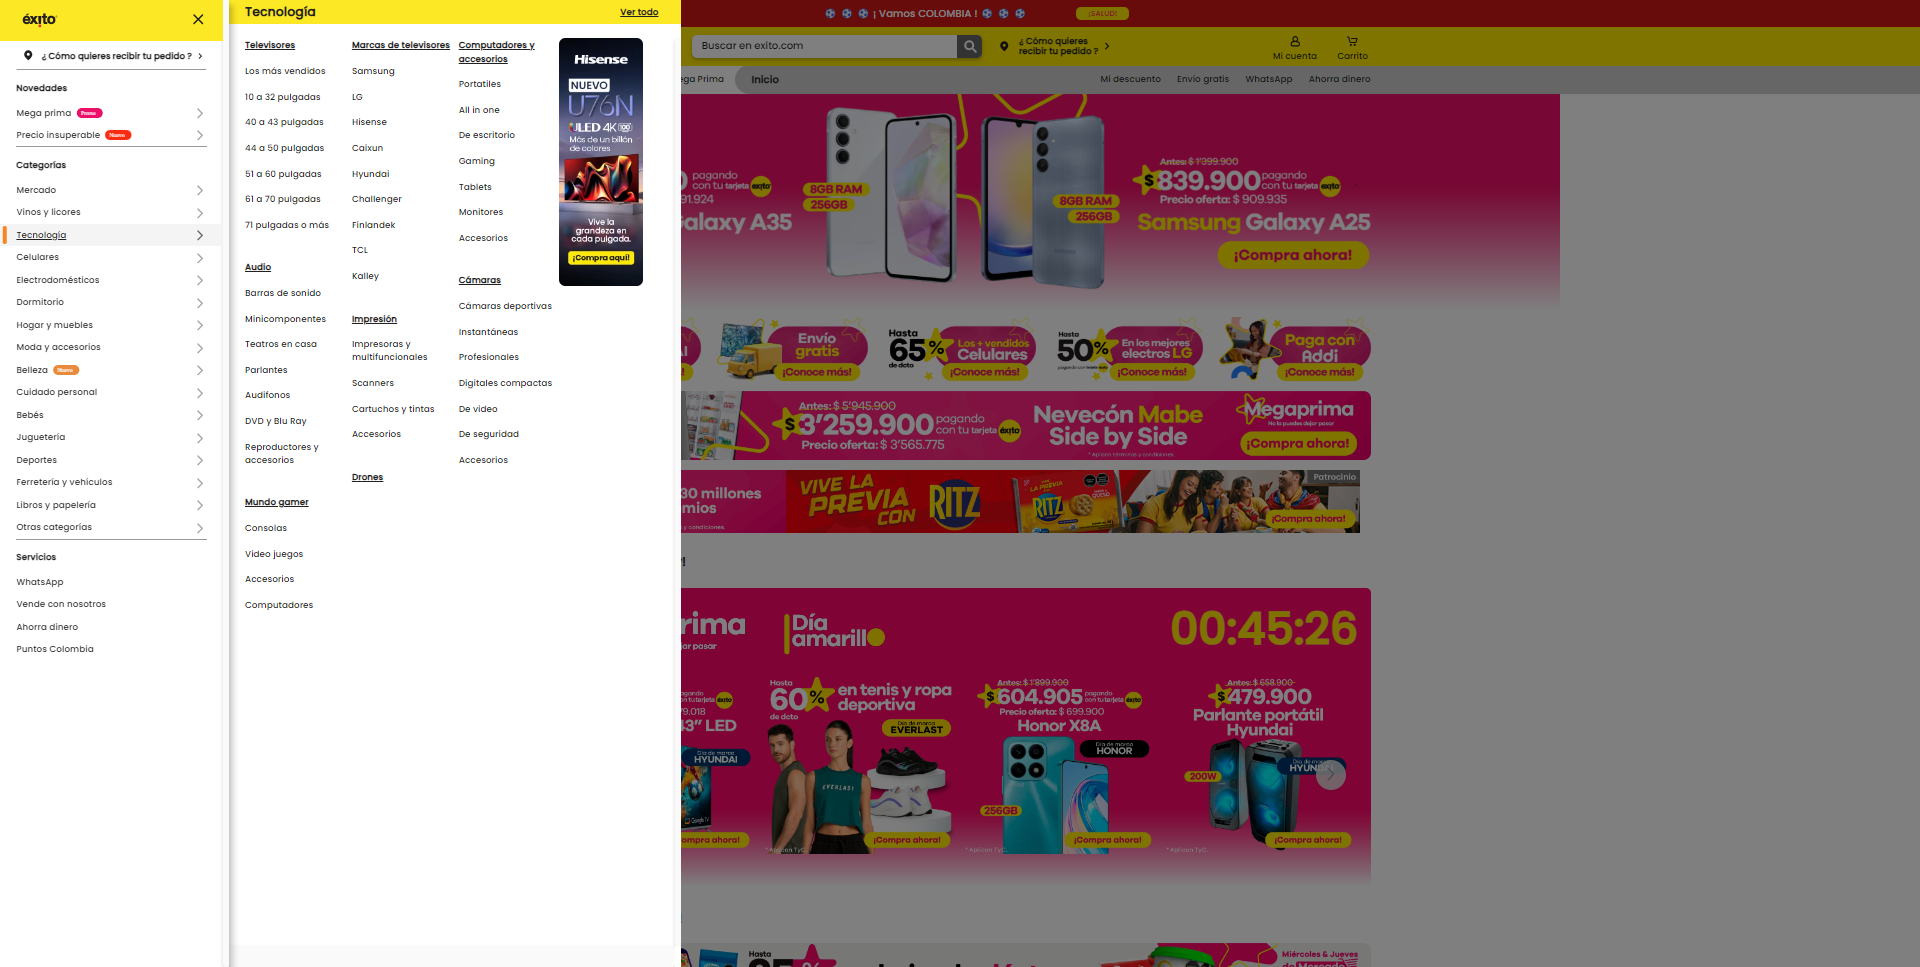 éxito
¿ Cómo quieres recibir tu pedido ?
Novedades
Mega prima Promo
Precio insuperable Nuevo
Categorías
Mercado
Vinos y licores
Tecnología
Celulares
Electrodomésticos
Dormitorio
Hogar y muebles
Moda y accesorios
Belleza Nuevo
Cuidado personal
Bebés
Juguetería
Deportes
Ferretería y vehículos
Libros y papelería
Otras categorías
Servicios
WhatsApp
Vende con nosotros
Ahorra dinero
Puntos Colombia
Tecnología
Ver todo
Televisores
Los más vendidos
10 a 32 pulgadas
40 a 43 pulgadas
44 a 50 pulgadas
51 a 60 pulgadas
61 a 70 pulgadas
71 pulgadas o más
Audio
Barras de sonido
Minicomponentes
Teatros en casa
Parlantes
Audífonos
DVD y Blu Ray
Reproductores y
accesorios
Mundo gamer
Consolas
Video juegos
Accesorios
Computadores
Marcas de televisores
Samsung
LG
Hisense
Caixun
Hyundai
Challenger
Finlandek
TCL
Kalley
Impresión
Impresoras y
multifuncionales
Scanners
Cartuchos y tintas
Accesorios
Drones
Computadores y
accesorios
Portatiles
All in one
De escritorio
Gaming
Tablets
Monitores
Accesorios
Cámaras
Cámaras deportivas
Instantáneas
Profesionales
Digitales compactas
De video
De seguridad
Accesorios
Hisense
NUEVO
U76N
ULED 4K
Más de un billón
de colores
Vive la
grandeza en
cada pulgada.
¡Compra aquí!
¡ Vamos COLOMBIA !
¡SALUD!
Buscar en exito.com
¿ Cómo quieres
recibir tu pedido ?
Mi cuenta
Carrito
ega Prima
Inicio
Mi descuento
Envío gratis
WhatsApp
Ahorra dinero
0 pagando
con tu tarjeta éxito
91.924
alaxy A35
8GB RAM
256GB
8GB RAM
256GB
Antes: $ 1'399.900
$839.900 pagando
con tu tarjeta éxito
Precio oferta: $ 909.935
Samsung Galaxy A25
¡Compra ahora!
Envío
gratis
¡Conoce más!
Hasta
65%
de dcto
Los + vendidos
Celulares
¡Conoce más!
Hasta
50%
En los mejores
electros LG
¡Conoce más!
Paga con
Addi
¡Conoce más!
Antes: $ 5'945.900
$3'259.900 pagando
con tu tarjeta éxito
Precio oferta: $ 3'565.775
Nevecón Mabe
Side by Side
* Aplican términos y condiciones.
Megaprima
No la puedes dejar pasar
¡Compra ahora!
30 millones
mios
y condiciones.
VIVE LA
PREVIA
CON
RITZ
VIVE LA
PREVIA
RITZ
Patrocinio
¡Compra ahora!
r!
rima
jar pasar
Día
amarillo
00:45:26
pagando
con tu tarjeta éxito
79.018
43" LED
Día de marca
HYUNDAI
Google TV
ompra ahora!
Hasta
60%
de dcto
en tenis y ropa
deportiva
Día de marca
EVERLAST
EVERLAST
¡Compra ahora!
* Aplican TyC.
Antes: $ 1'899.900
$604.905 pagando
con tu tarjeta éxito
Precio oferta: $ 699.900
Honor X8A
Día de marca
HONOR
256GB
¡Compra ahora!
* Aplican TyC.
Antes: $ 658.900
$479.900
Parlante portátil
Hyundai
Día de marca
HYUNDAI
200W
¡Compra ahora!
* Aplican TyC.
Hasta
Miércoles & Jueves